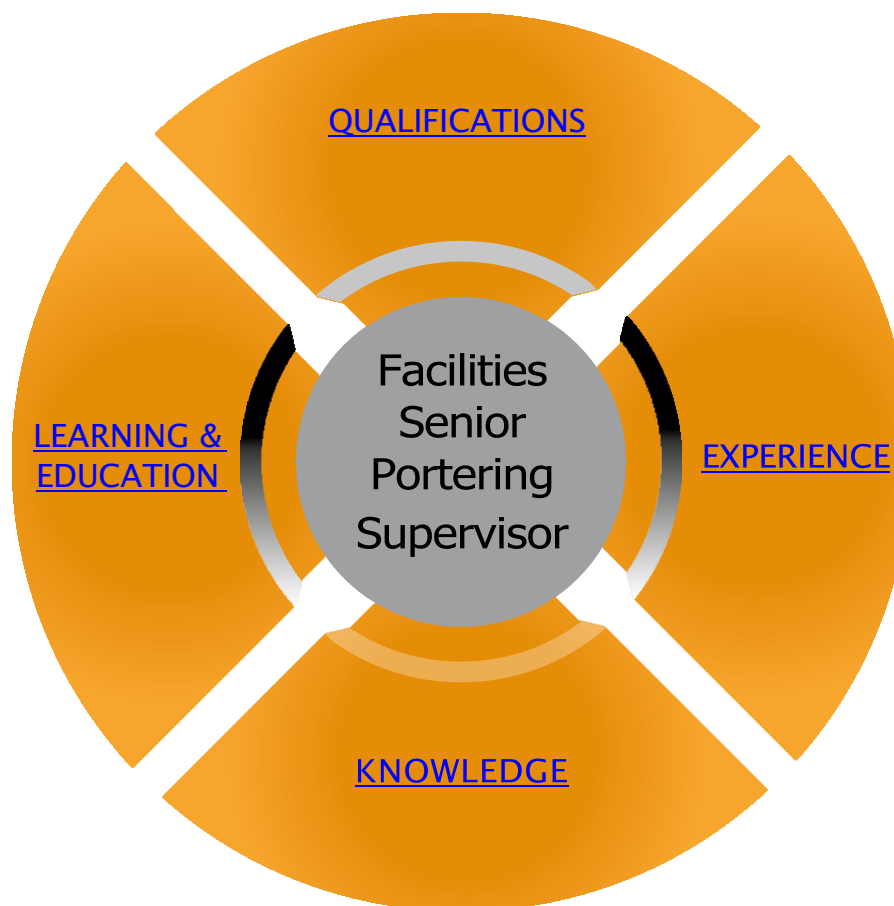 QUALIFICATIONS
Facilities
Senior
Portering
Supervisor
LEARNING &
EDUCATION
EXPERIENCE
KNOWLEDGE